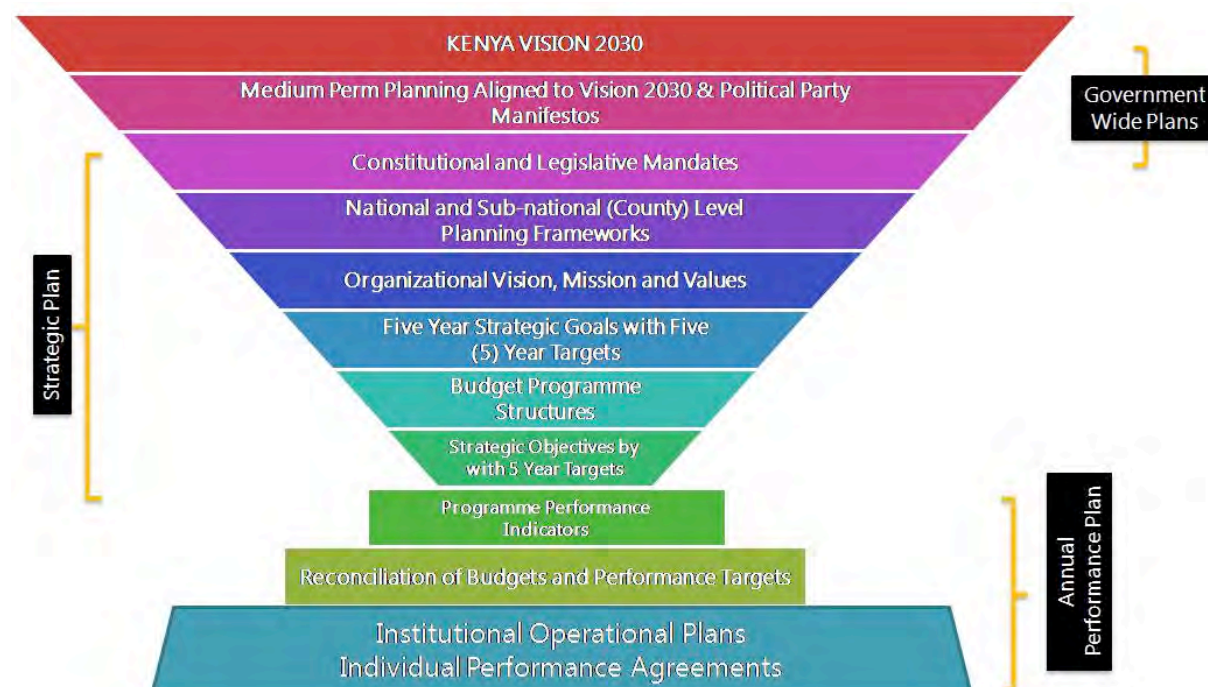 KENYA VISION 2030
Medium Perm Planning Aligned to Vision 2030 & Political Party
Manifestos
Government
Wide Plans
Constitutional and Legislative Mandates
National and Sub-national (County) Level
Planning Frameworks
Organizational Vision, Mission and Values
Strategic Plan
Five Year Strategic Goals with Five
(5) Year Targets
Budget Programme
Structures
Strategic Objectives by
with 5 Year Targets
Programme Performance
Indicators
Reconciliation of Budgets and Performance Targets
Annual
Performance Plan
Institutional Operational Plans
Individual Performance Agreements